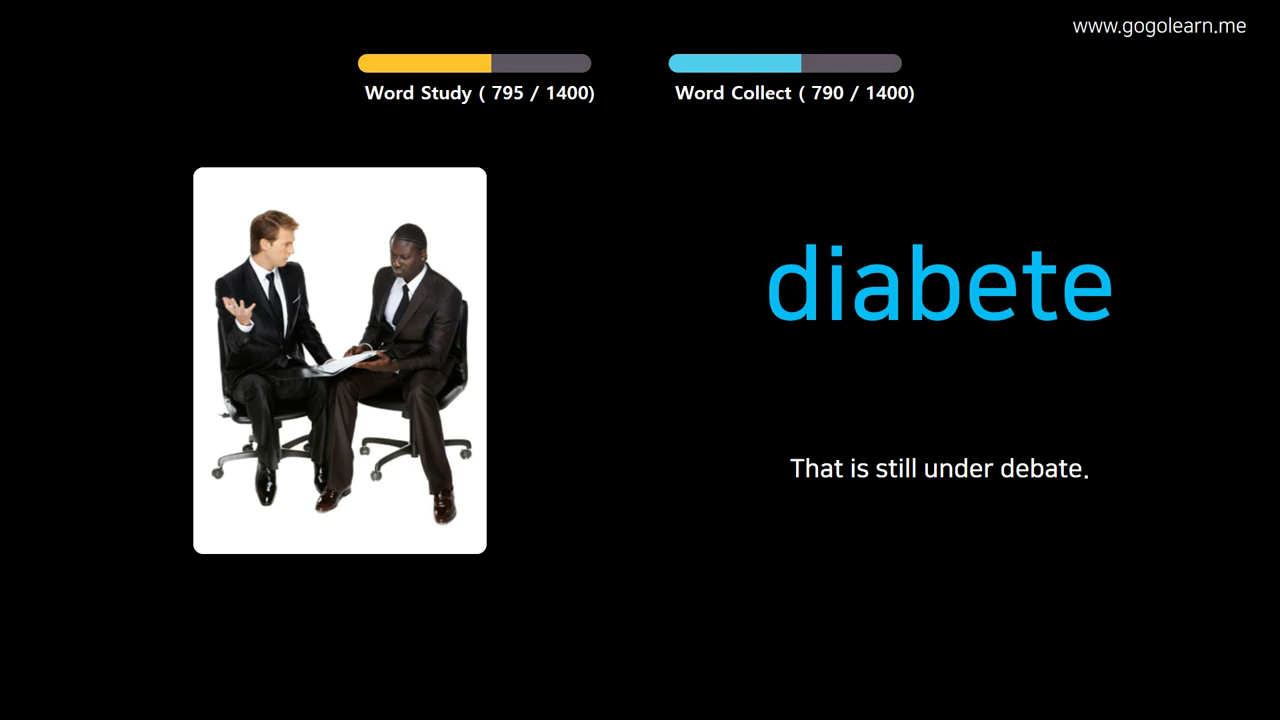 www.gogolearn.me
Word Study ( 795 / 1400)
Word Collect ( 790 / 1400)
diabete
That is still under debate.